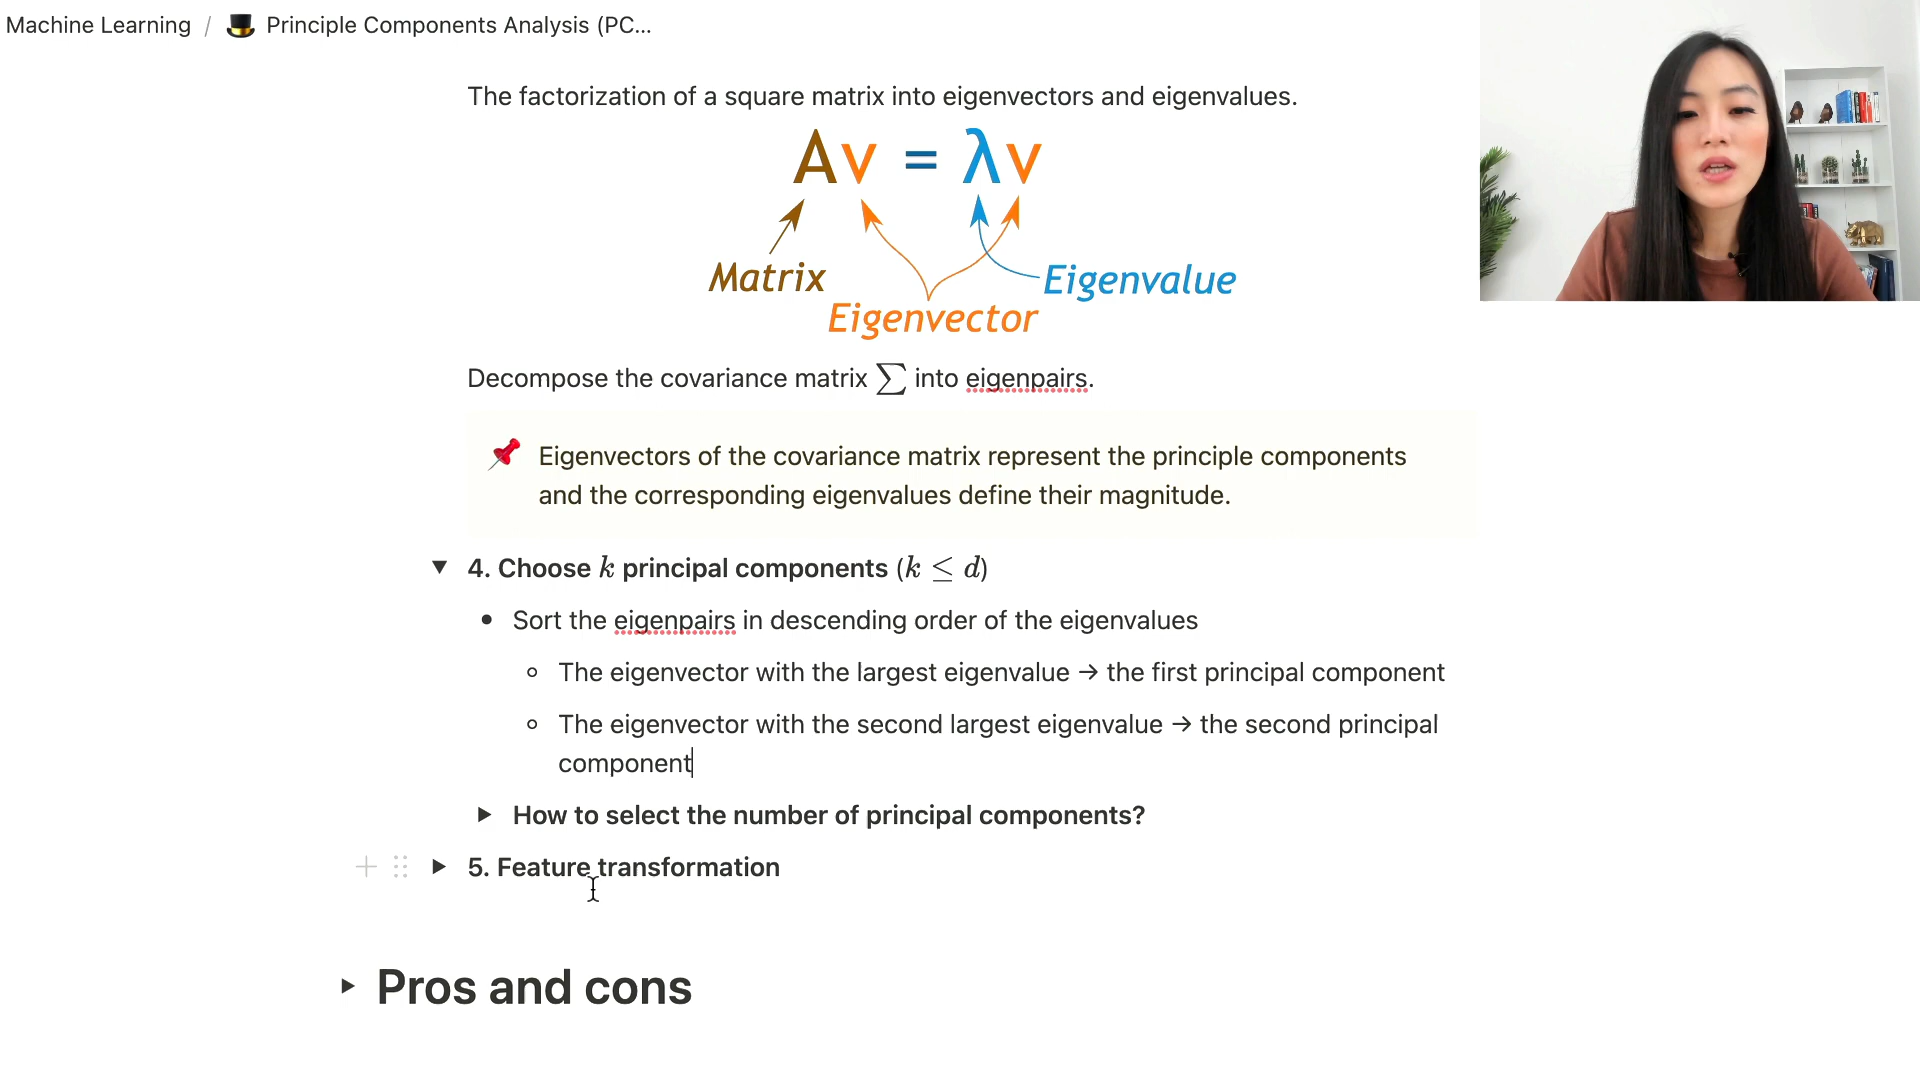 Machine Learning / Principle Components Analysis (PC...
The factorization of a square matrix into eigenvectors and eigenvalues.
Av = λv
Matrix
Eigenvalue
Eigenvector
Decompose the covariance matrix ∑ into eigenpairs.
Eigenvectors of the covariance matrix represent the principle components
and the corresponding eigenvalues define their magnitude.
4. Choose k principal components (k ≤ d)
Sort the eigenpairs in descending order of the eigenvalues
The eigenvector with the largest eigenvalue → the first principal component
The eigenvector with the second largest eigenvalue → the second principal
component
How to select the number of principal components?
5. Feature transformation
Pros and cons